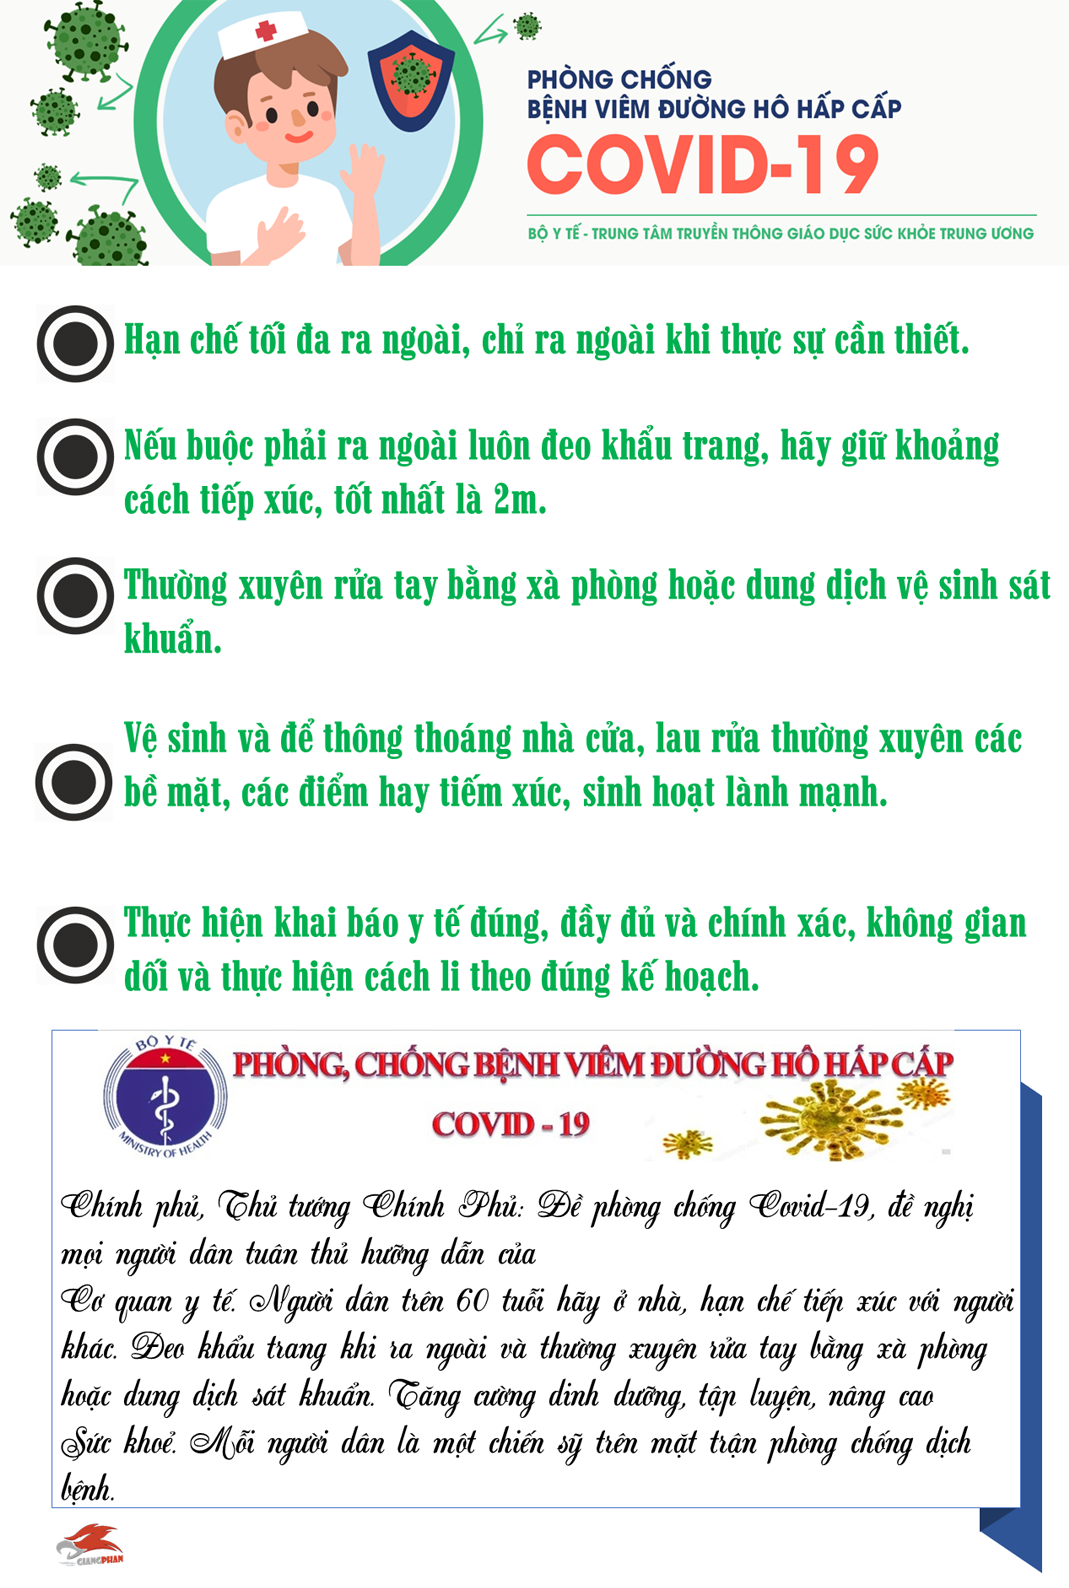 PHÒNG CHỐNG
BỆNH VIÊM ĐƯỜNG HÔ HẤP CẤP
COVID-19
BỘ Y TẾ - TRUNG TÂM TRUYỀN THÔNG GIÁO DỤC SỨC KHỎE TRUNG ƯƠNG
Hạn chế tối đa ra ngoài, chỉ ra ngoài khi thực sự cần thiết.
Nếu buộc phải ra ngoài luôn đeo khẩu trang, hãy giữ khoảng
cách tiếp xúc, tốt nhất là 2m.
Thường xuyên rửa tay bằng xà phòng hoặc dung dịch vệ sinh sát
khuẩn.
Vệ sinh và để thông thoáng nhà cửa, lau rửa thường xuyên các
bề mặt, các điểm hay tiếm xúc, sinh hoạt lành mạnh.
Thực hiện khai báo y tế đúng, đầy đủ và chính xác, không gian
dối và thực hiện cách li theo đúng kế hoạch.
BỘ Y TẾ
MINISTRY OF HEALTH
PHÒNG, CHỐNG BỆNH VIÊM ĐƯỜNG HÔ HẤP CẤP
COVID - 19
Chính phủ, Thủ tướng Chính Phủ: Đề phòng chống Covid-19, đề nghị
mọi người dân tuân thủ hưỡng dẫn của
Cơ quan y tế. Người dân trên 60 tuổi hãy ở nhà, hạn chế tiếp xúc với người
khác. Đeo khẩu trang khi ra ngoài và thường xuyên rửa tay bằng xà phòng
hoặc dung dịch sát khuẩn. Tăng cường dinh dưỡng, tập luyện, nâng cao
Sức khoẻ. Mỗi người dân là một chiến sỹ trên mặt trận phòng chống dịch
bệnh.
GIANGPHAN